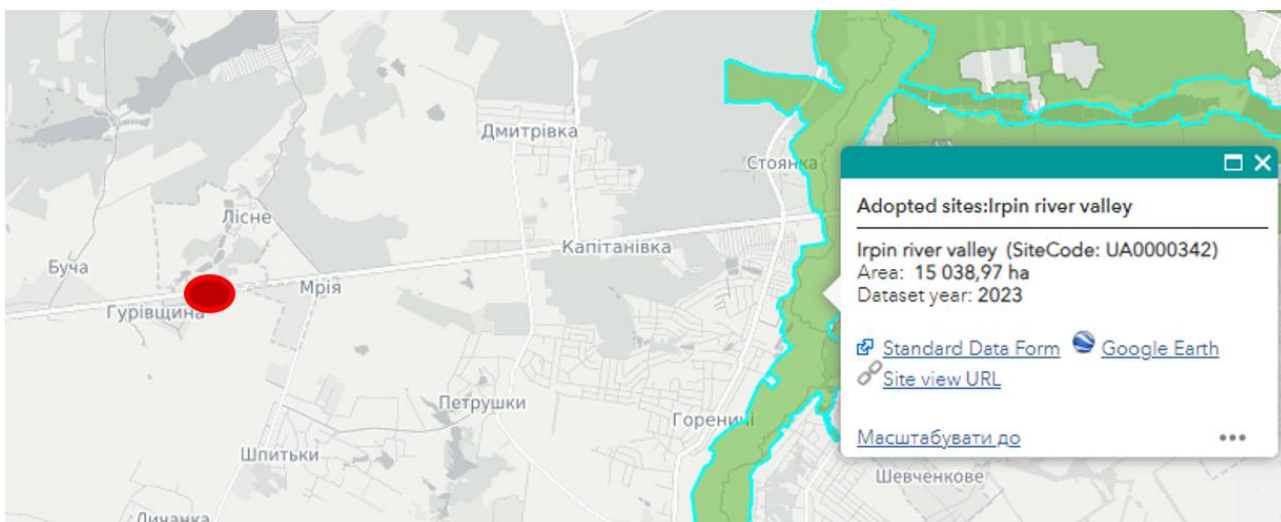 Дмитрівка
Стоянка
Лісне
Капітанівка
Буча
Мрія
Гурівщина
Петрушки
Гореничі
Шпитьки
Личанка
Шевченкове
Adopted sites:Irpin river valley
Irpin river valley (SiteCode: UA0000342)
Area: 15 038,97 ha
Dataset year: 2023
Standard Data Form Google Earth
Site view URL
Масштабувати до